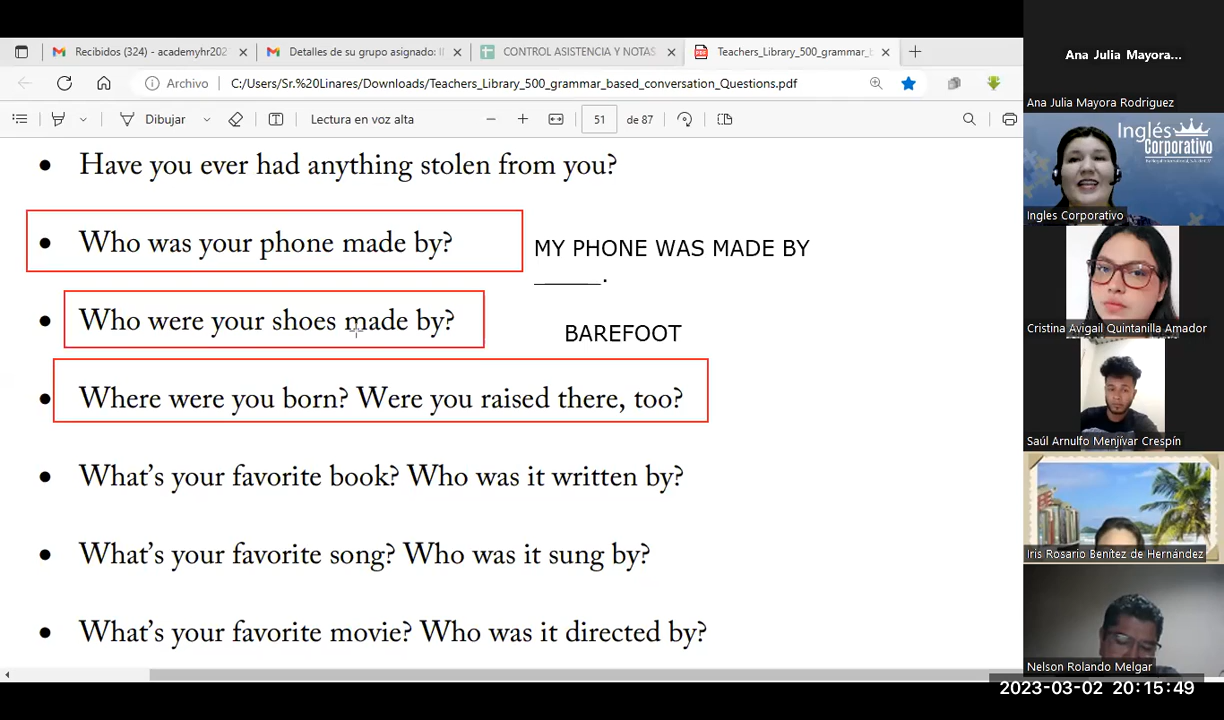 Recibidos (324) - academyhr202
Detalles de su grupo asignado: II
CONTROL ASISTENCIA Y NOTAS
Teachers_Library_500_grammar_b
Archivo
C:/Users/Sr.%20Linares/Downloads/Teachers_Library_500_grammar_based_conversation_Questions.pdf
Dibujar
Lectura en voz alta
51
de 87
• Have you ever had anything stolen from you?
• Who was your phone made by?
MY PHONE WAS MADE BY
______.
• Who were your shoes made by?
BAREFOOT
• Where were you born? Were you raised there, too?
• What's your favorite book? Who was it written by?
• What's your favorite song? Who was it sung by?
• What's your favorite movie? Who was it directed by?
Ana Julia Mayora...
Ana Julia Mayora Rodriguez
Inglés
Corporativo
Ingles Corporativo
Cristina Avigail Quintanilla Amador
Saúl Arnulfo Menjívar Crespín
Iris Rosario Benítez de Hernández
Nelson Rolando Melgar
2023-03-02 20:15:49